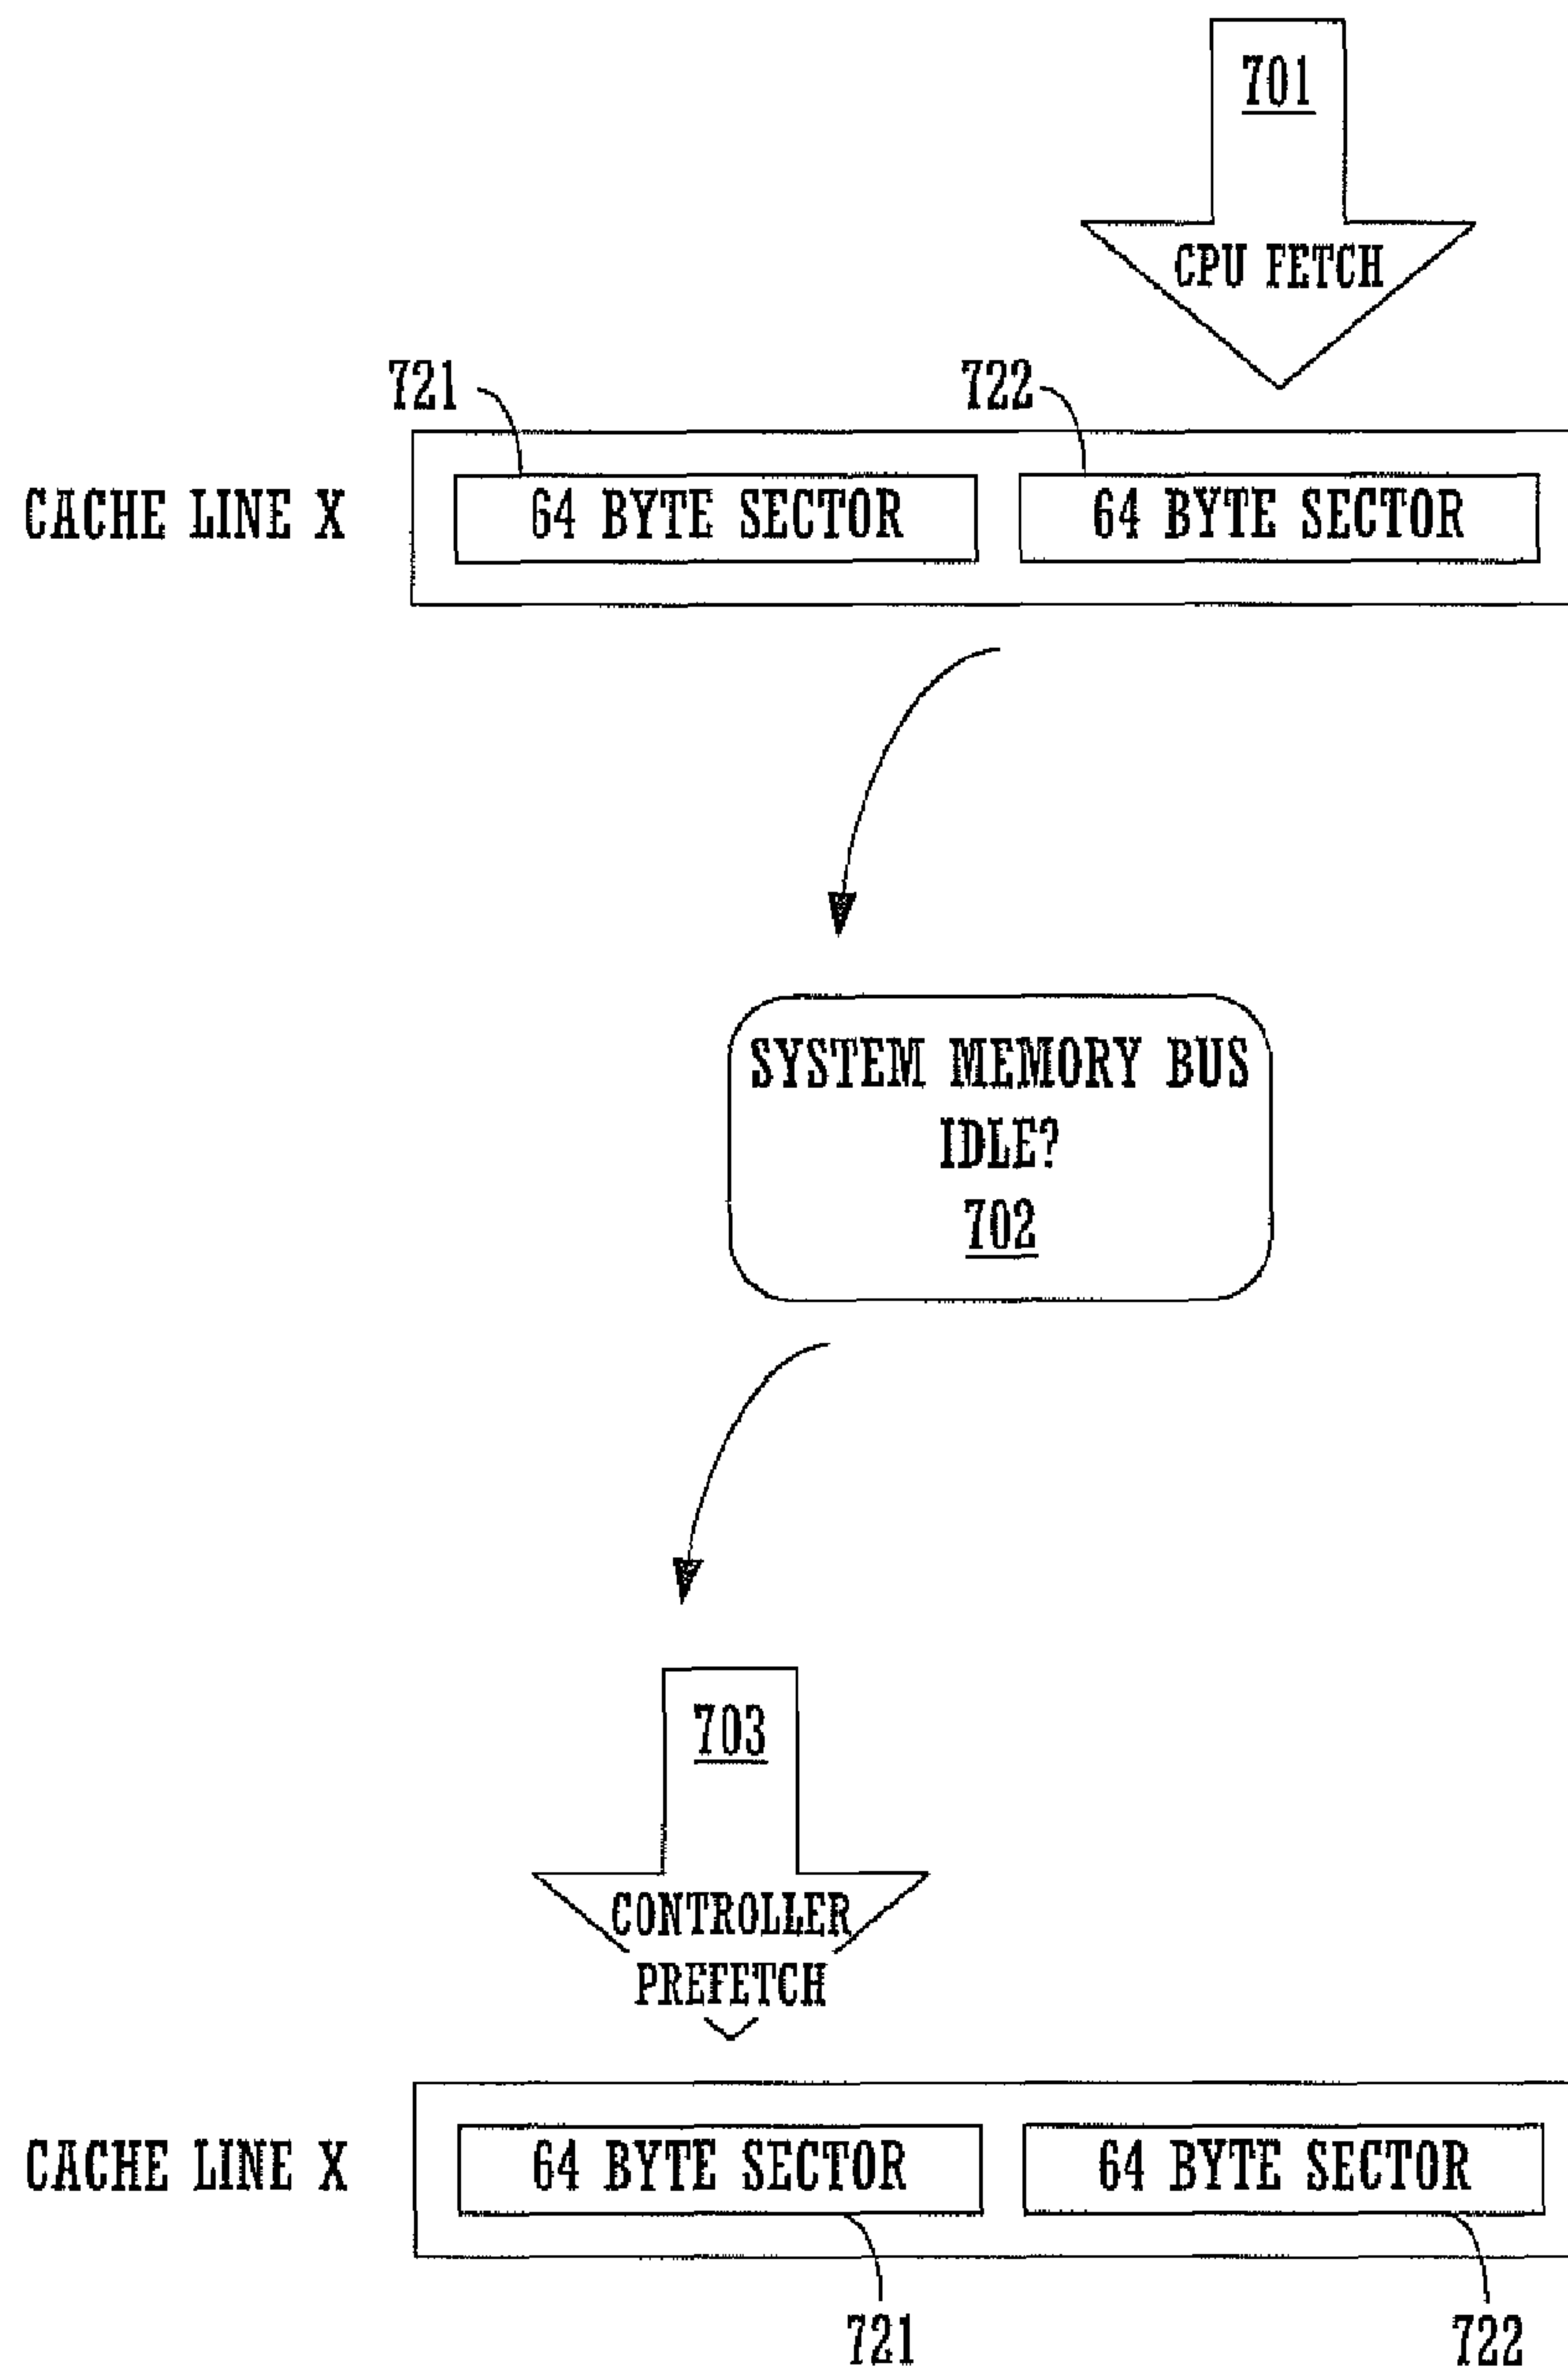 701
CPU FETCH
721
722
CACHE LINE X
64 BYTE SECTOR
64 BYTE SECTOR
SYSTEM MEMORY BUS
IDLE?
702
703
CONTROLLER
PREFETCH
CACHE LINE X
64 BYTE SECTOR
64 BYTE SECTOR
721
722